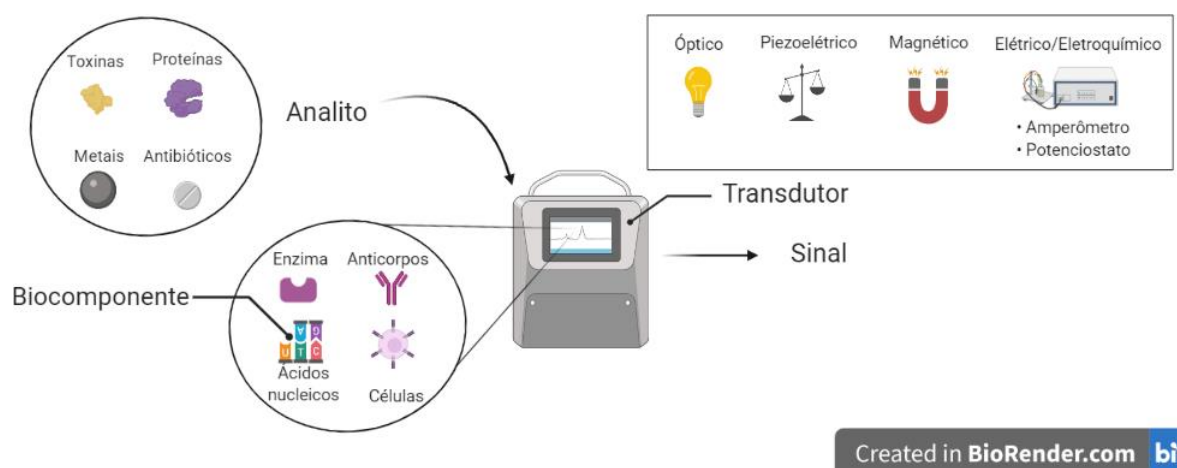 Toxinas Proteínas
Metais Antibióticos
Analito
Óptico Piezoelétrico Magnético Elétrico/Eletroquímico
• Amperômetro
• Potenciostato
Transdutor
Sinal
Biocomponente
Enzima Anticorpos
A G
U T C
Ácidos
nucleicos
Células
Created in BioRender.com bi